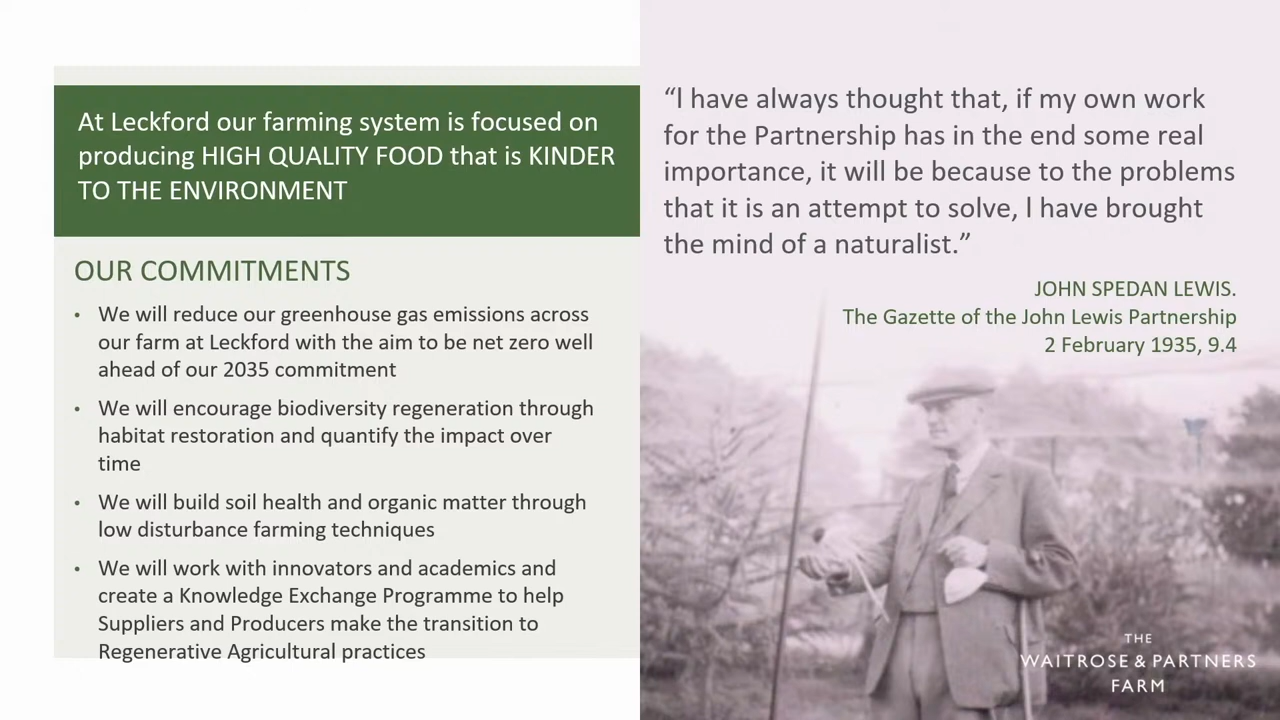 At Leckford our farming system is focused on
producing HIGH QUALITY FOOD that is KINDER
TO THE ENVIRONMENT
OUR COMMITMENTS
• We will reduce our greenhouse gas emissions across
our farm at Leckford with the aim to be net zero well
ahead of our 2035 commitment
• We will encourage biodiversity regeneration through
habitat restoration and quantify the impact over
time
• We will build soil health and organic matter through
low disturbance farming techniques
• We will work with innovators and academics and
create a Knowledge Exchange Programme to help
Suppliers and Producers make the transition to
Regenerative Agricultural practices
“I have always thought that, if my own work
for the Partnership has in the end some real
importance, it will be because to the problems
that it is an attempt to solve, I have brought
the mind of a naturalist.”
JOHN SPEDAN LEWIS.
The Gazette of the John Lewis Partnership
2 February 1935, 9.4
THE
WAITROSE & PARTNERS
FARM